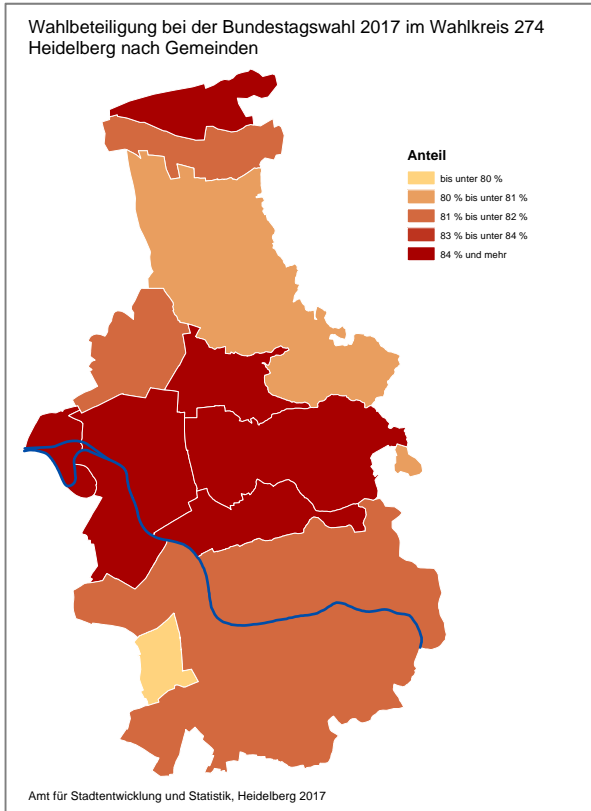 Wahlbeteiligung bei der Bundestagswahl 2017 im Wahlkreis 274
Heidelberg nach Gemeinden
Anteil
bis unter 80 %
80 % bis unter 81 %
81 % bis unter 82 %
83 % bis unter 84 %
84 % und mehr
Amt für Stadtentwicklung und Statistik, Heidelberg 2017